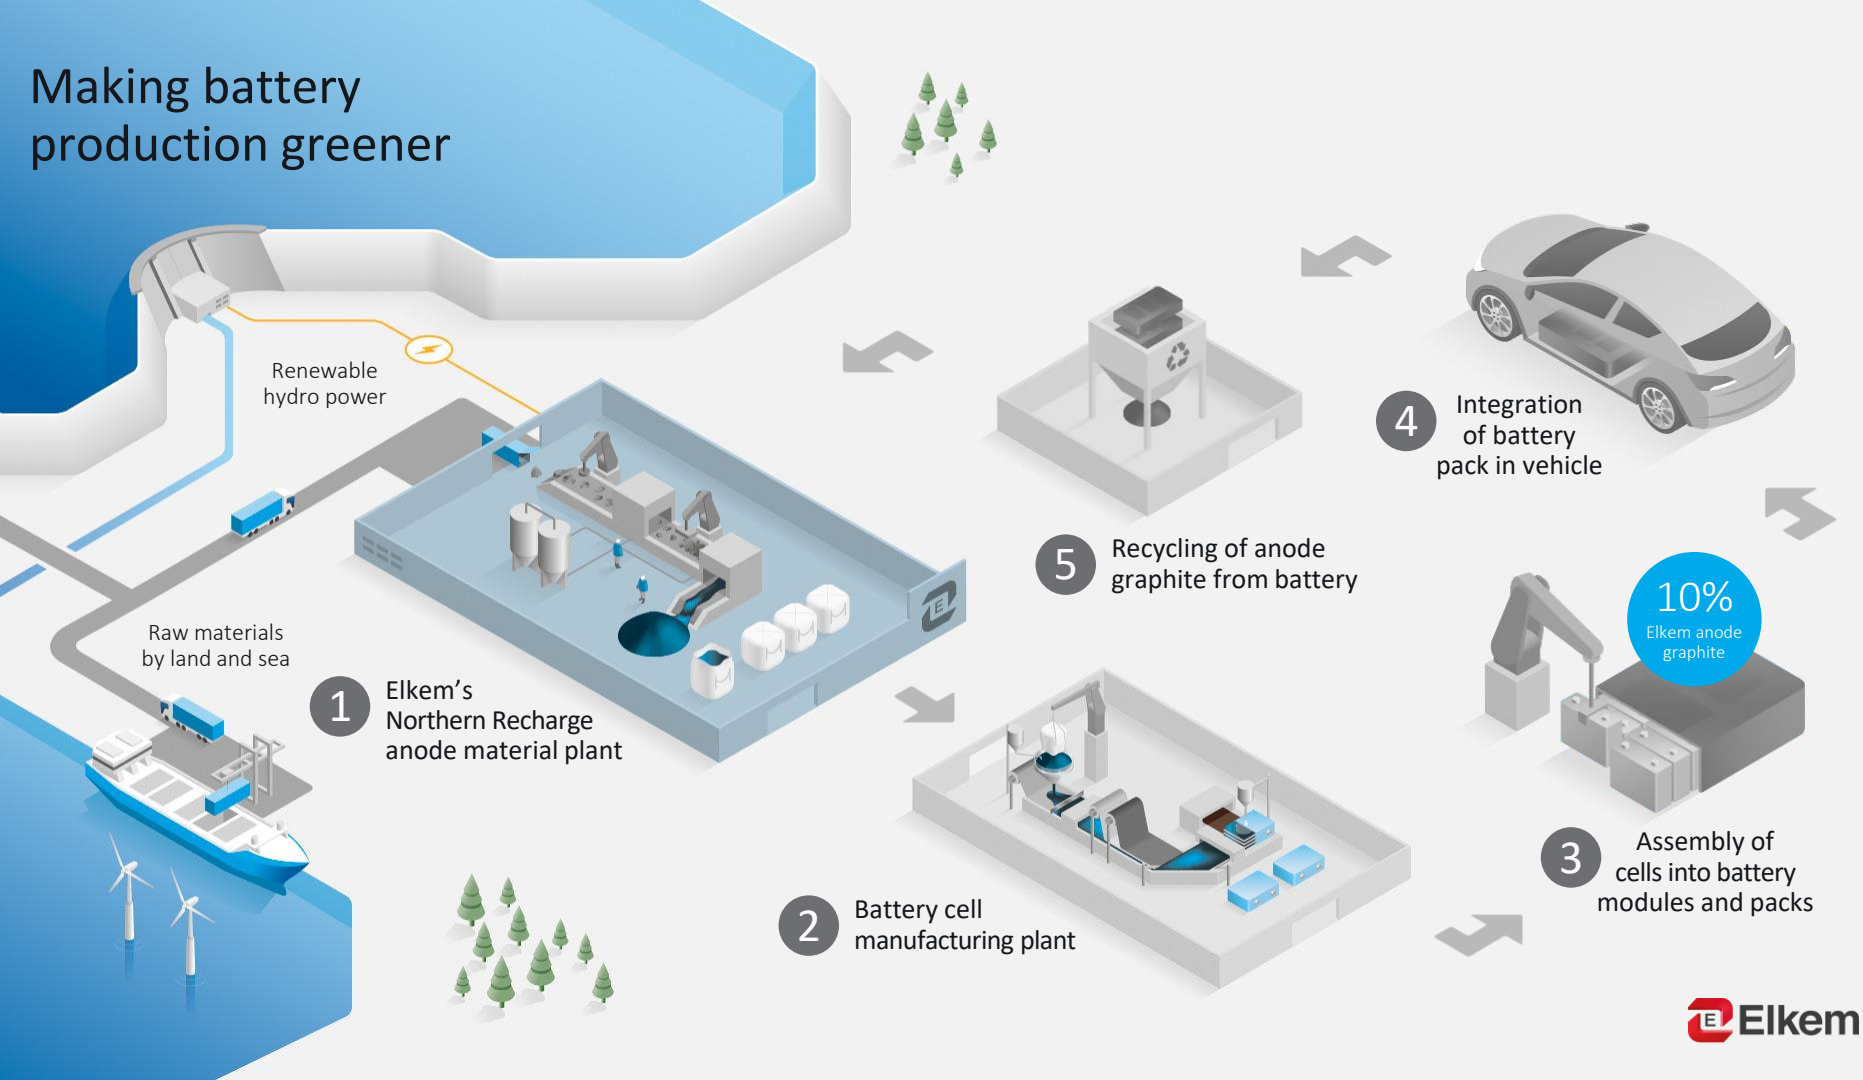 Making battery
production greener
Renewable
hydro power
Raw materials
by land and sea
1
Elkem’s
Northern Recharge
anode material plant
E
2
Battery cell
manufacturing plant
10%
Elkem anode
graphite
3
Assembly of
cells into battery
modules and packs
4
Integration
of battery
pack in vehicle
5
Recycling of anode
graphite from battery
E Elkem